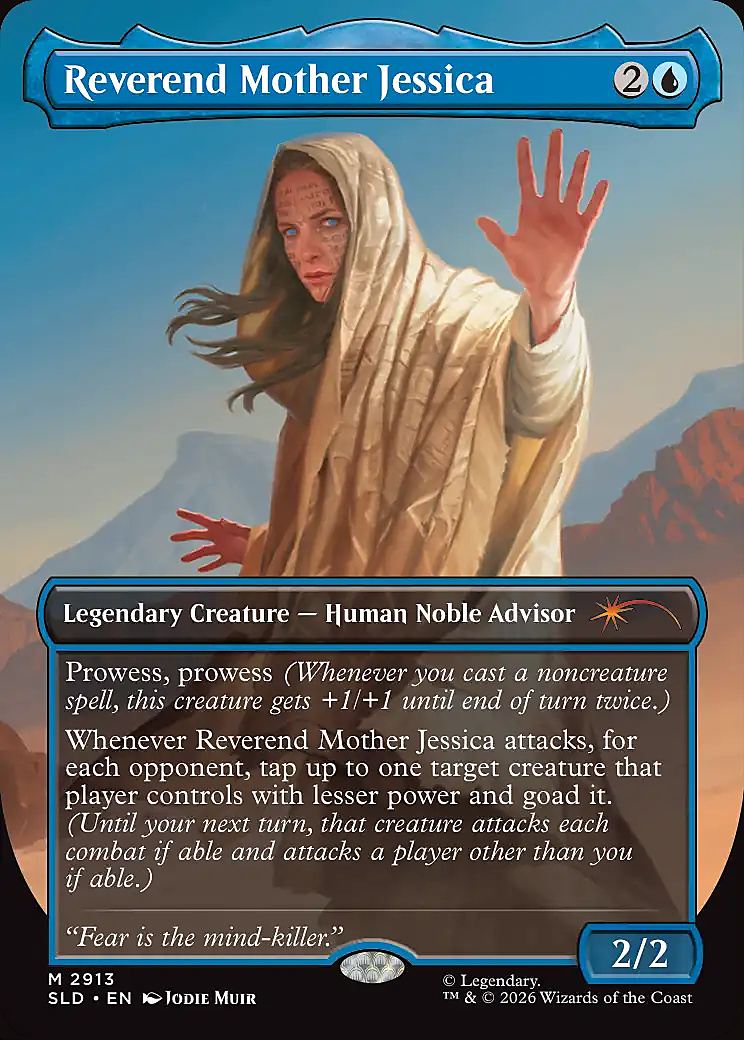 Reverend Mother Jessica 2
Legendary Creature — Human Noble Advisor
Prowess, prowess (Whenever you cast a noncreature
spell, this creature gets +1/+1 until end of turn twice.)
Whenever Reverend Mother Jessica attacks, for
each opponent, tap up to one target creature that
player controls with lesser power and goad it.
(Until your next turn, that creature attacks each
combat if able and attacks a player other than you
if able.)
“Fear is the mind-killer.”
2/2
M 2913
SLD • EN Jodie Muir
© Legendary.
™ & © 2026 Wizards of the Coast